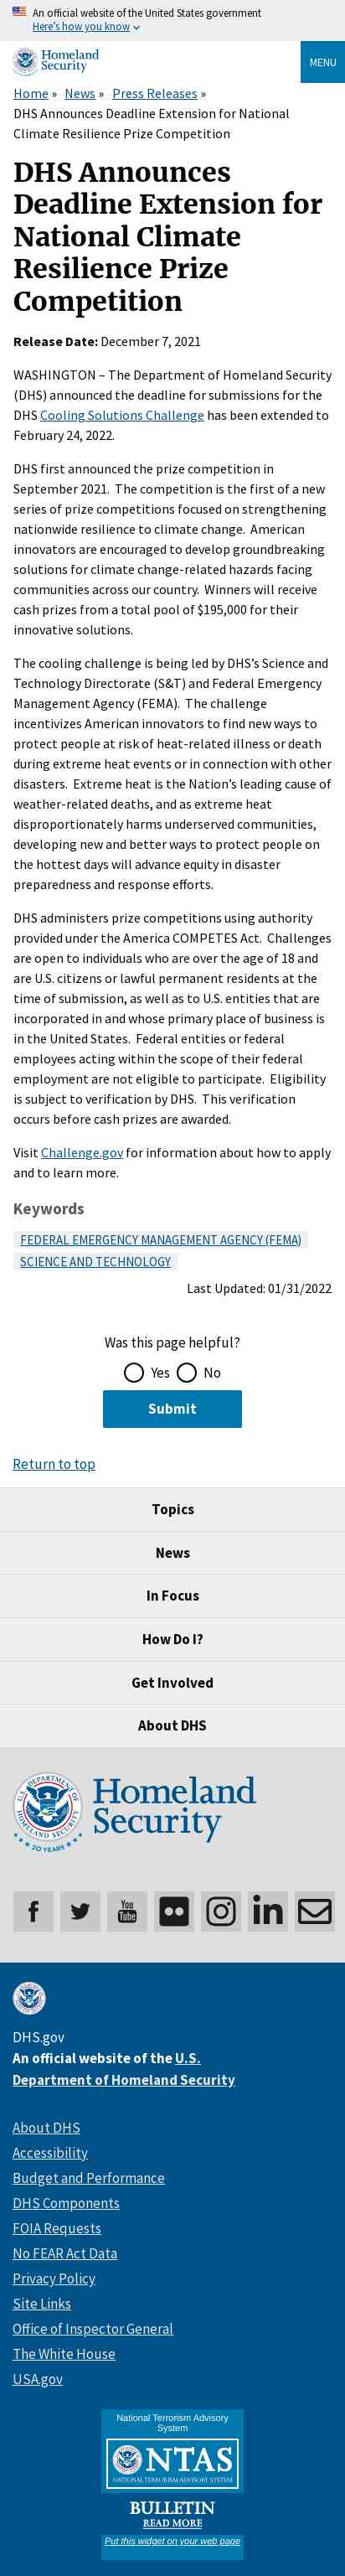 An official website of the United States government
Here's how you know
Homeland
Security
MENU
Home » News » Press Releases »
DHS Announces Deadline Extension for National
Climate Resilience Prize Competition
DHS Announces
Deadline Extension for
National Climate
Resilience Prize
Competition
Release Date: December 7, 2021
WASHINGTON – The Department of Homeland Security
(DHS) announced the deadline for submissions for the
DHS Cooling Solutions Challenge has been extended to
February 24, 2022.
DHS first announced the prize competition in
September 2021.  The competition is the first of a new
series of prize competitions focused on strengthening
nationwide resilience to climate change.  American
innovators are encouraged to develop groundbreaking
solutions for climate change-related hazards facing
communities across our country.  Winners will receive
cash prizes from a total pool of $195,000 for their
innovative solutions.
The cooling challenge is being led by DHS's Science and
Technology Directorate (S&T) and Federal Emergency
Management Agency (FEMA).  The challenge
incentivizes American innovators to find new ways to
protect people at risk of heat-related illness or death
during extreme heat events or in connection with other
disasters.  Extreme heat is the Nation's leading cause of
weather-related deaths, and as extreme heat
disproportionately harms underserved communities,
developing new and better ways to protect people on
the hottest days will advance equity in disaster
preparedness and response efforts.
DHS administers prize competitions using authority
provided under the America COMPETES Act.  Challenges
are open to individuals who are over the age of 18 and
are U.S. citizens or lawful permanent residents at the
time of submission, as well as to U.S. entities that are
incorporated in and whose primary place of business is
in the United States.  Federal entities or federal
employees acting within the scope of their federal
employment are not eligible to participate.  Eligibility
is subject to verification by DHS.  This verification
occurs before cash prizes are awarded.
Visit Challenge.gov for information about how to apply
and to learn more.
Keywords
FEDERAL EMERGENCY MANAGEMENT AGENCY (FEMA)
SCIENCE AND TECHNOLOGY
Last Updated: 01/31/2022
Was this page helpful?
Yes No
Submit
Return to top
Topics
News
In Focus
How Do I?
Get Involved
About DHS
U.S. DEPARTMENT OF
HOMELAND SECURITY
20 YEARS
Homeland
Security
You
Tube
DHS.gov
An official website of the U.S.
Department of Homeland Security
About DHS
Accessibility
Budget and Performance
DHS Components
FOIA Requests
No FEAR Act Data
Privacy Policy
Site Links
Office of Inspector General
The White House
USA.gov
National Terrorism Advisory
System
NTAS
NATIONAL TERRORISM ADVISORY SYSTEM
BULLETIN
READ MORE
Put this widget on your web page